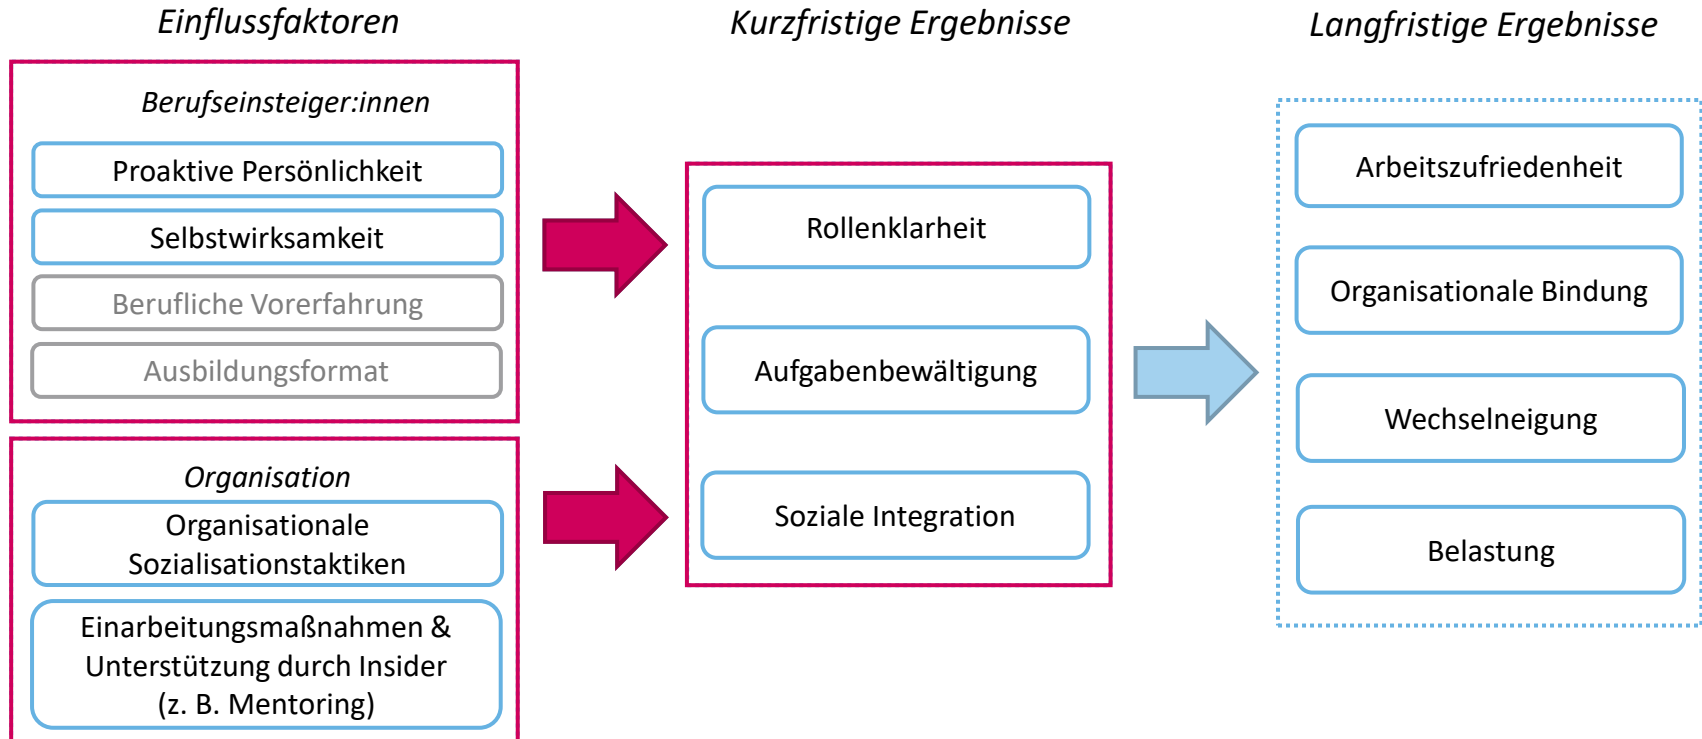 Einflussfaktoren
Berufseinsteiger:innen
Proaktive Persönlichkeit
Selbstwirksamkeit
Berufliche Vorerfahrung
Ausbildungsformat
Organisation
Organisationale
Sozialisationstaktiken
Einarbeitungsmaßnahmen &
Unterstützung durch Insider
(z. B. Mentoring)
Kurzfristige Ergebnisse
Rollenklarheit
Aufgabenbewältigung
Soziale Integration
Langfristige Ergebnisse
Arbeitszufriedenheit
Organisationale Bindung
Wechselneigung
Belastung